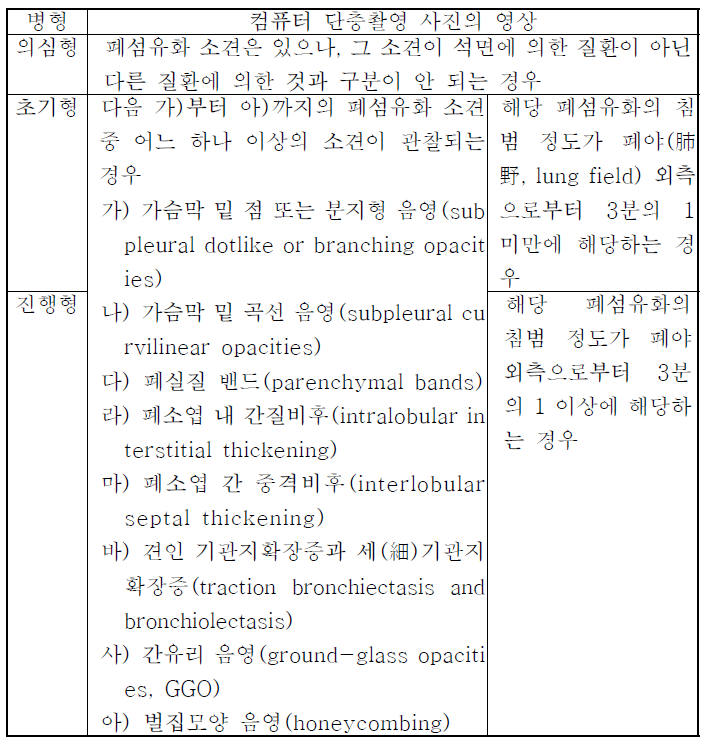 병형
컴퓨터 단층촬영 사진의 영상
의심형
폐섬유화 소견은 있으나, 그 소견이 석면에 의한 질환이 아닌
다른 질환에 의한 것과 구분이 안 되는 경우
초기형
다음 가)부터 아)까지의 폐섬유화 소견
중 어느 하나 이상의 소견이 관찰되는
경우
가) 가슴막 밑 점 또는 분지형 음영(sub
pleural dotlike or branching opacit
ies)
해당 폐섬유화의 침
범 정도가 폐야(肺
野, lung field) 외측
으로부터 3분의 1
미만에 해당하는 경
우
진행형
나) 가슴막 밑 곡선 음영(subpleural cu
rvilinear opacities)
다) 폐실질 밴드(parenchymal bands)
라) 폐소엽 내 간질비후(intralobular in
terstitial thickening)
마) 폐소엽 간 중격비후(interlobular
septal thickening)
바) 견인 기관지확장증과 세(細)기관지
확장증(traction bronchiectasis and
bronchiolectasis)
사) 간유리 음영(ground-glass opaciti
es, GGO)
아) 벌집모양 음영(honeycombing)
해당 폐섬유화의
침범 정도가 폐야
외측으로부터 3분
의 1 이상에 해당하
는 경우